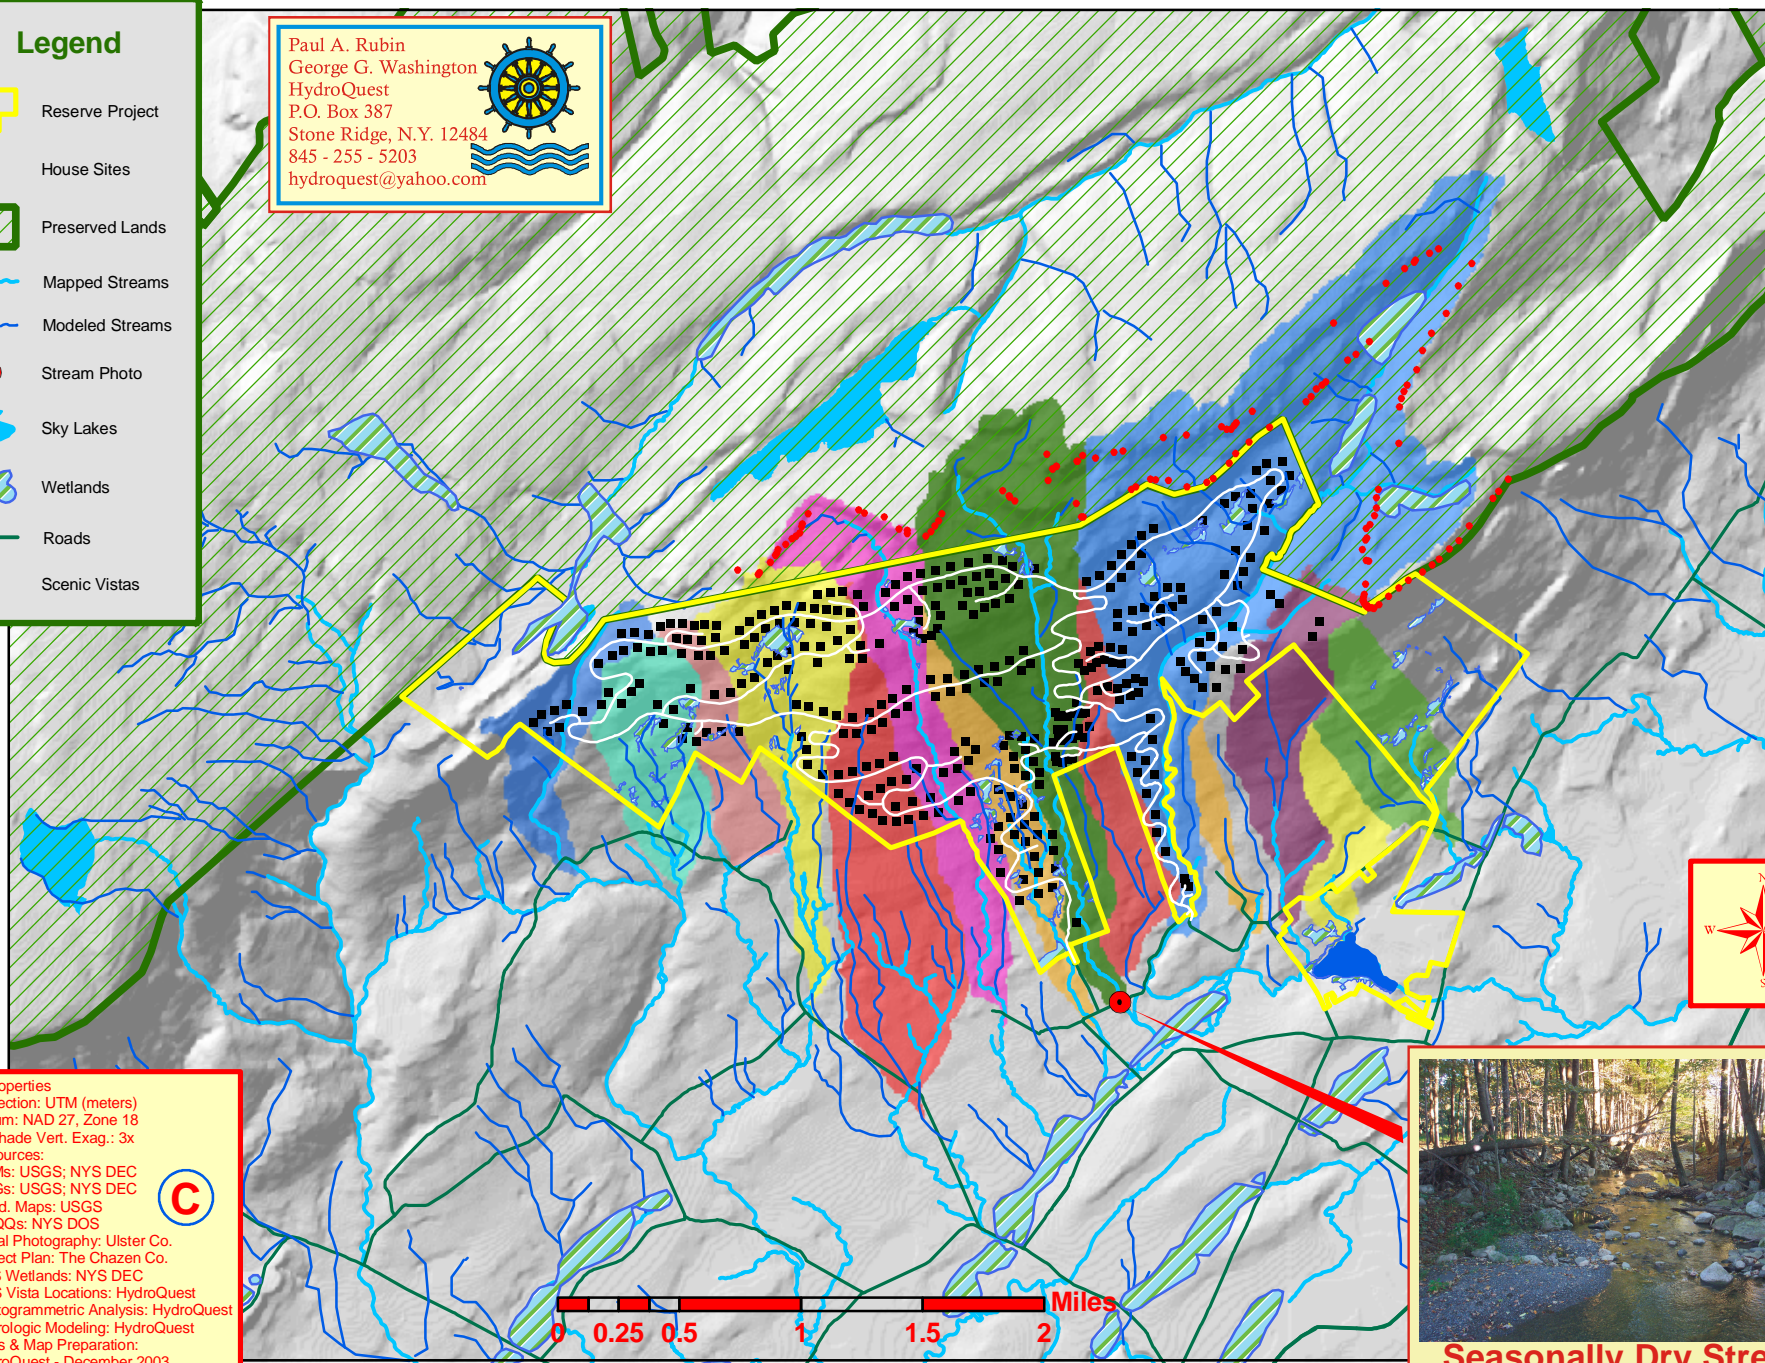 Legend
Reserve Project
House Sites
Preserved Lands
Mapped Streams
Modeled Streams
Stream Photo
Sky Lakes
Wetlands
Roads
Scenic Vistas
Paul A. Rubin
George G. Washington
HydroQuest
P.O. Box 387
Stone Ridge, N.Y. 12484
845 - 255 - 5203
hydroquest@yahoo.com
N
W
S
operties
ection: UTM (meters)
um: NAD 27, Zone 18
hade Vert. Exag.: 3x
ources:
Ms: USGS; NYS DEC
Gs: USGS; NYS DEC
d. Maps: USGS
QQs: NYS DOS
al Photography: Ulster Co.
ect Plan: The Chazen Co.
S Wetlands: NYS DEC
S Vista Locations: HydroQuest
togrammetric Analysis: HydroQuest
rologic Modeling: HydroQuest
s & Map Preparation:
roQuest - December 2003
C
Miles
0 0.25 0.5 1 1.5 2
Seasonally Dry Stre